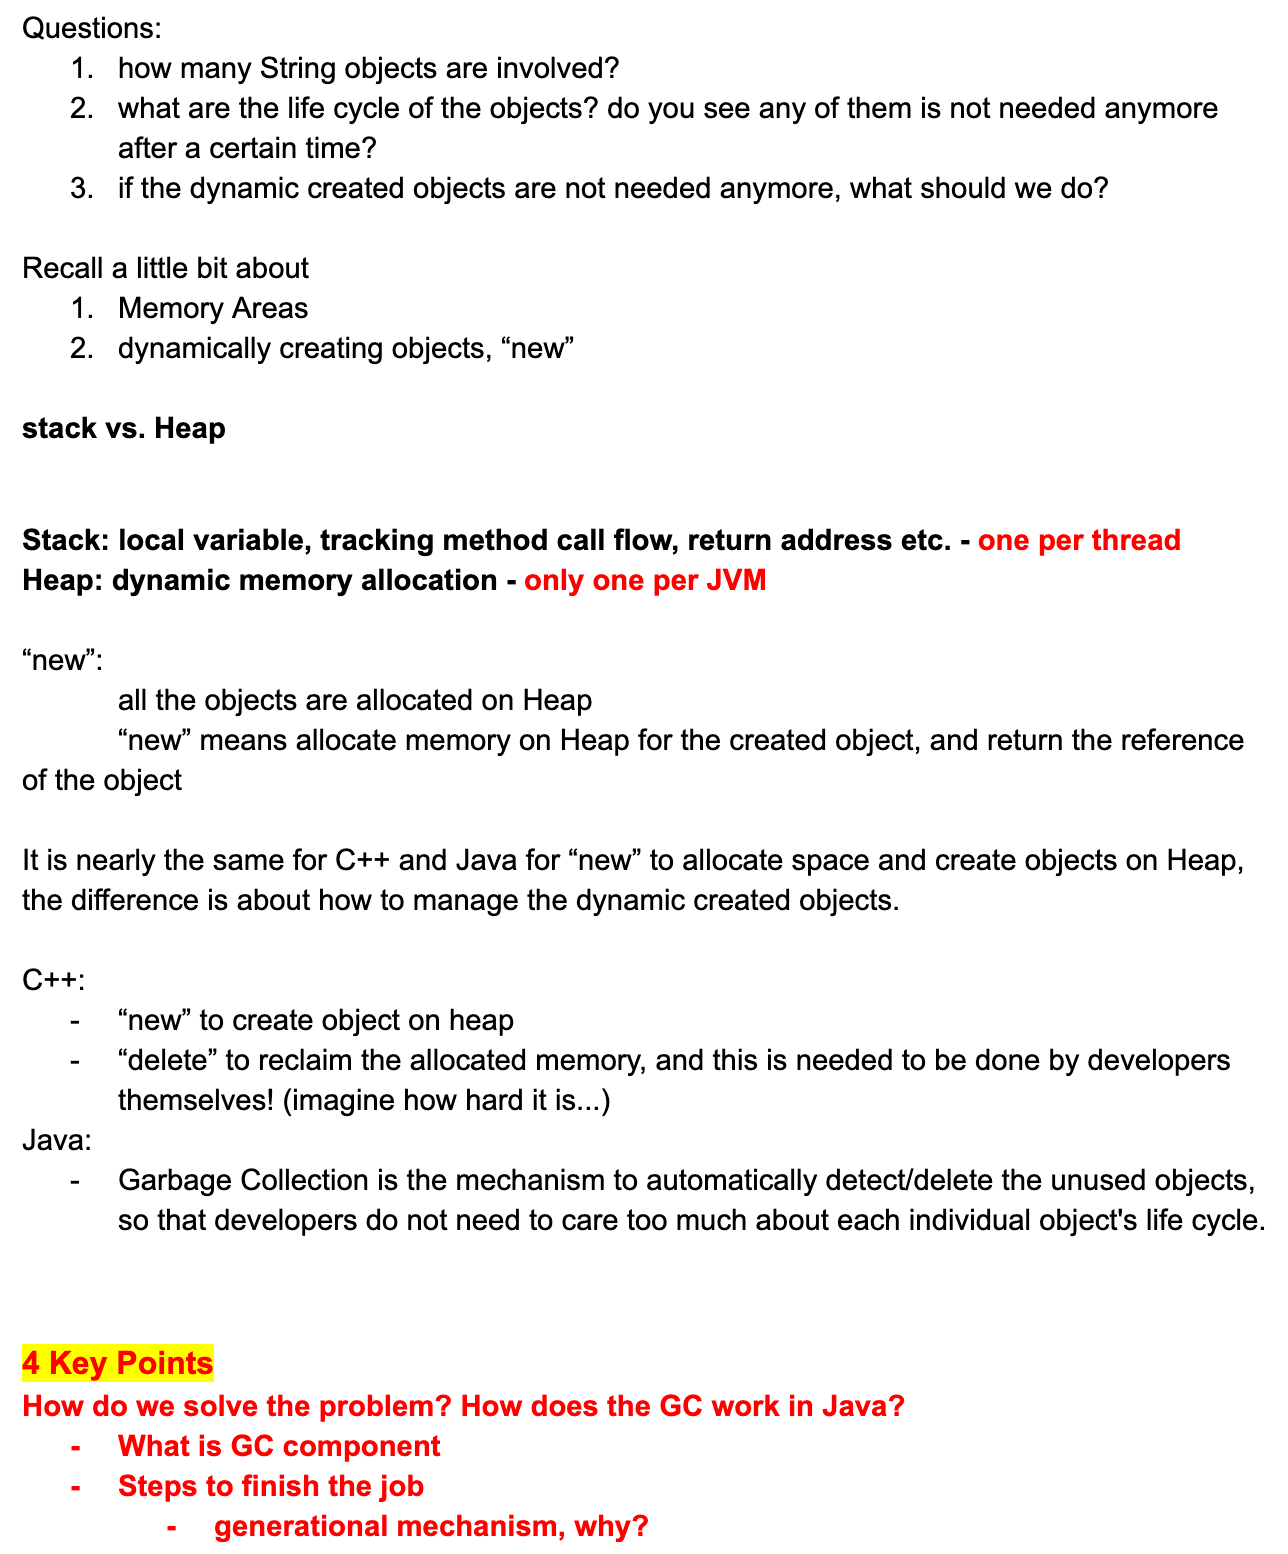 Questions:
1. how many String objects are involved?
2. what are the life cycle of the objects? do you see any of them is not needed anymore
after a certain time?
3. if the dynamic created objects are not needed anymore, what should we do?
Recall a little bit about
1. Memory Areas
2. dynamically creating objects, “new”
stack vs. Heap
Stack: local variable, tracking method call flow, return address etc. - one per thread
Heap: dynamic memory allocation - only one per JVM
“new”:
all the objects are allocated on Heap
“new” means allocate memory on Heap for the created object, and return the reference
of the object
It is nearly the same for C++ and Java for “new” to allocate space and create objects on Heap,
the difference is about how to manage the dynamic created objects.
C++:
- “new” to create object on heap
- “delete” to reclaim the allocated memory, and this is needed to be done by developers
themselves! (imagine how hard it is...)
Java:
- Garbage Collection is the mechanism to automatically detect/delete the unused objects,
so that developers do not need to care too much about each individual object's life cycle.
4 Key Points
How do we solve the problem? How does the GC work in Java?
- What is GC component
- Steps to finish the job
- generational mechanism, why?